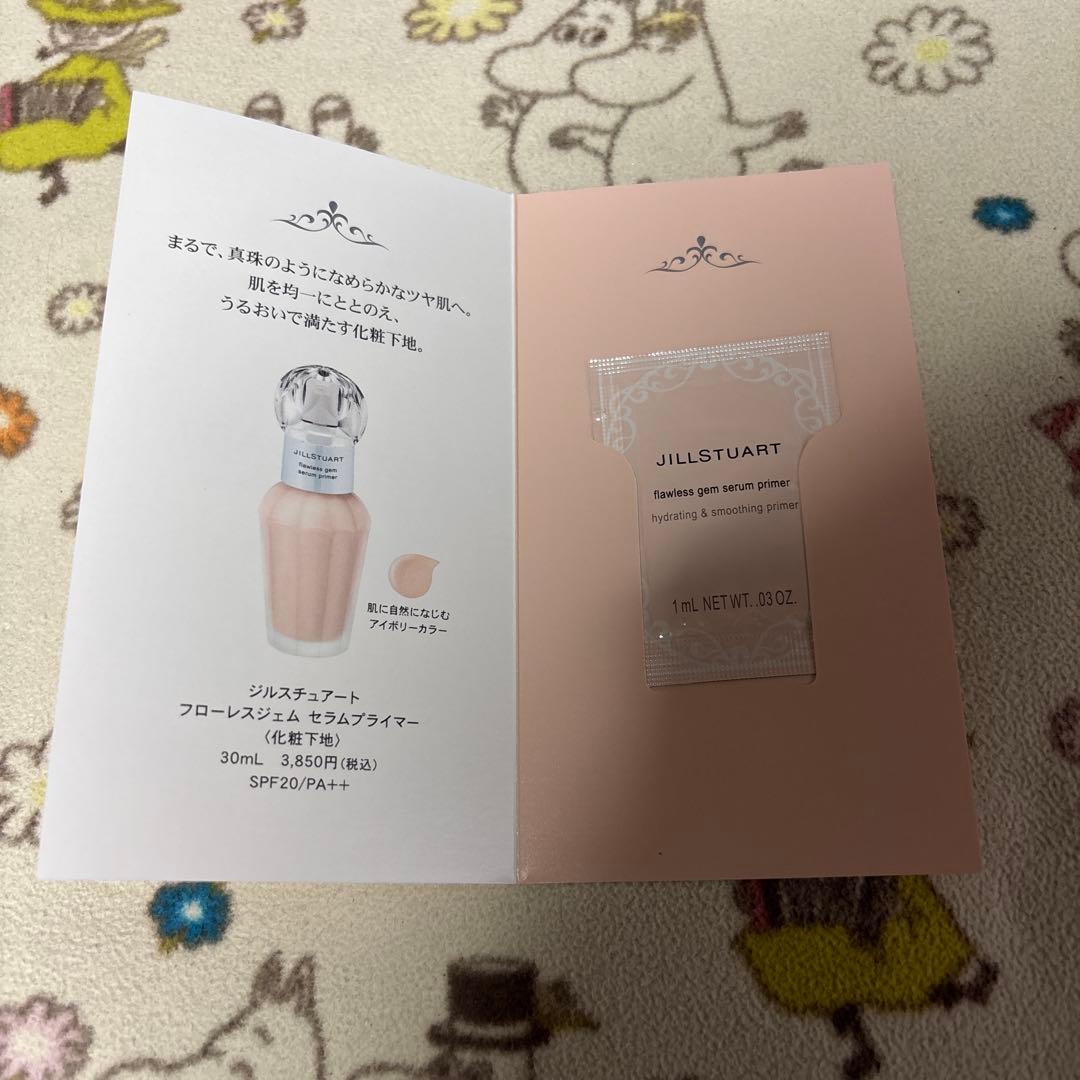 まるで、真珠のようになめらかなツヤ肌へ。
肌を均一にととのえ、
うるおいで満たす化粧下地。
JILLSTUART
flawless gem
serum primer
肌に自然になじむ
アイボリーカラー
ジルスチュアート
フローレスジェム セラムプライマー
〈化粧下地〉
30mL 3,850円(税込)
SPF20/PA++
JILLSTUART
flawless gem serum primer
hydrating & smoothing primer
1 mL NET WT. .03 OZ.